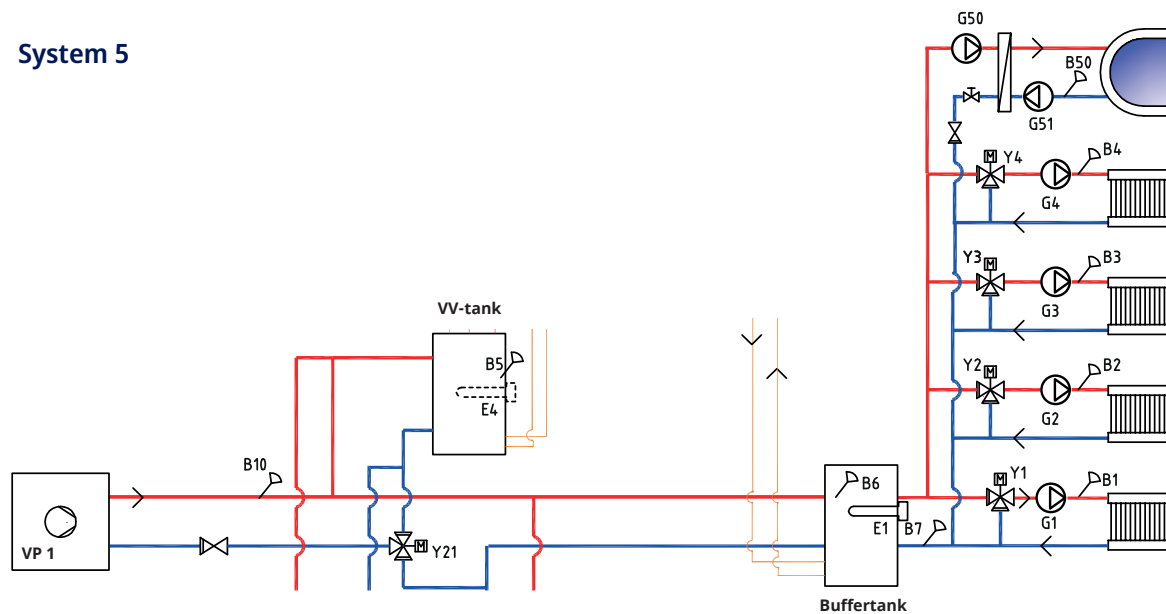 System 5
G50
B50
G51
Y4
M
B4
G4
Y3
M
B3
G3
VV-tank
B5
E4
Y2
M
B2
G2
B10
VP 1
M
Y21
B6
E1
B7
Y1
M
B1
G1
Buffertank